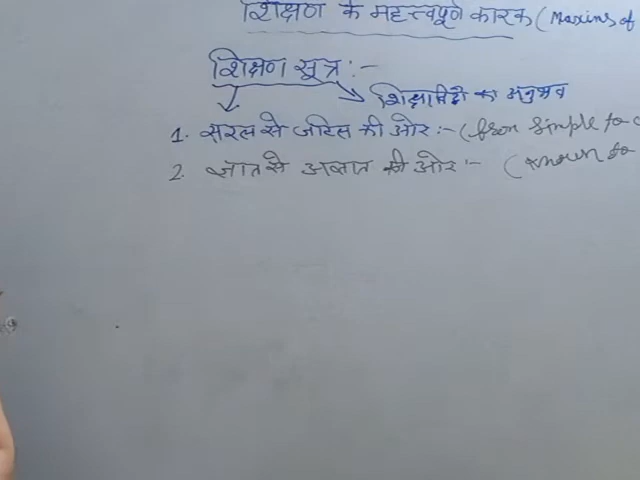 शिक्षण के महत्वपूर्ण कारक (Maxims of
शिक्षण सूत्र :-
शिक्षाविदों का अनुभव
1. सरल से जटिल की ओर :- (from simple to c
2. ज्ञात से अज्ञात की ओर :- (known to